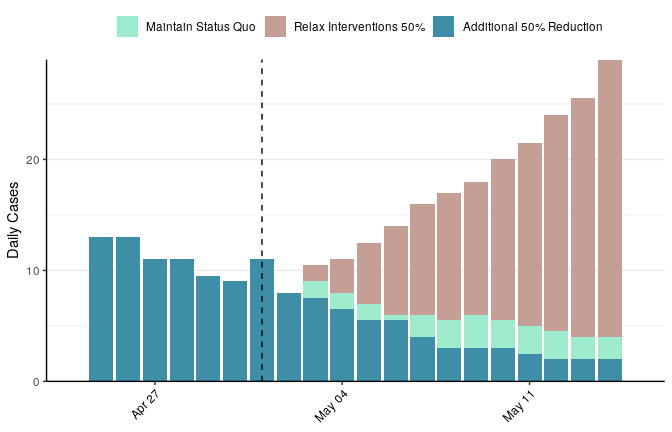 Maintain Status Quo Relax Interventions 50% Additional 50% Reduction
Daily Cases
20
10
0
Apr 27
May 04
May 11